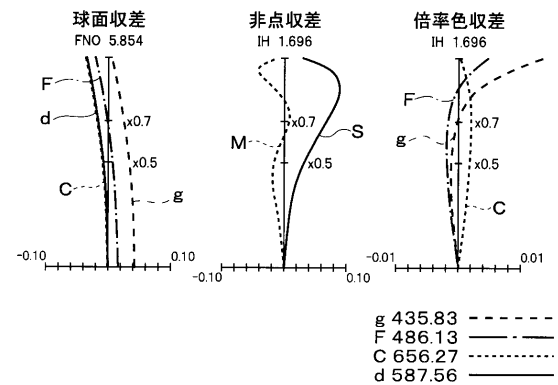 球面収差 非点収差 倍率色収差
FNO 5.854 IH 1.696 IH 1.696
F F
d x0.7 x0.7 x0.7
M S g
x0.5 x0.5 x0.5
C g C
-0.10 0.10 -0.01 0.01
-0.10 0.10
g 435.83
F 486.13
C 656.27
d 587.56